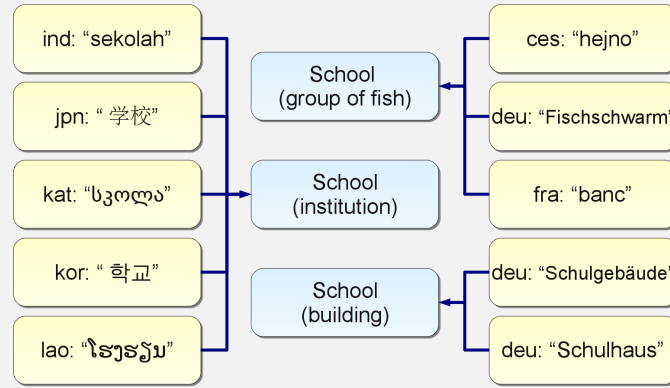 ind: “sekolah”
jpn: “ 学校”
kat: “სკოლა”
kor: “ 학교”
lao: “ໂຮງຮຽນ”
School
(group of fish)
School
(institution)
School
(building)
ces: “hejno”
deu: “Fischschwarm”
fra: “banc”
deu: “Schulgebäude”
deu: “Schulhaus”